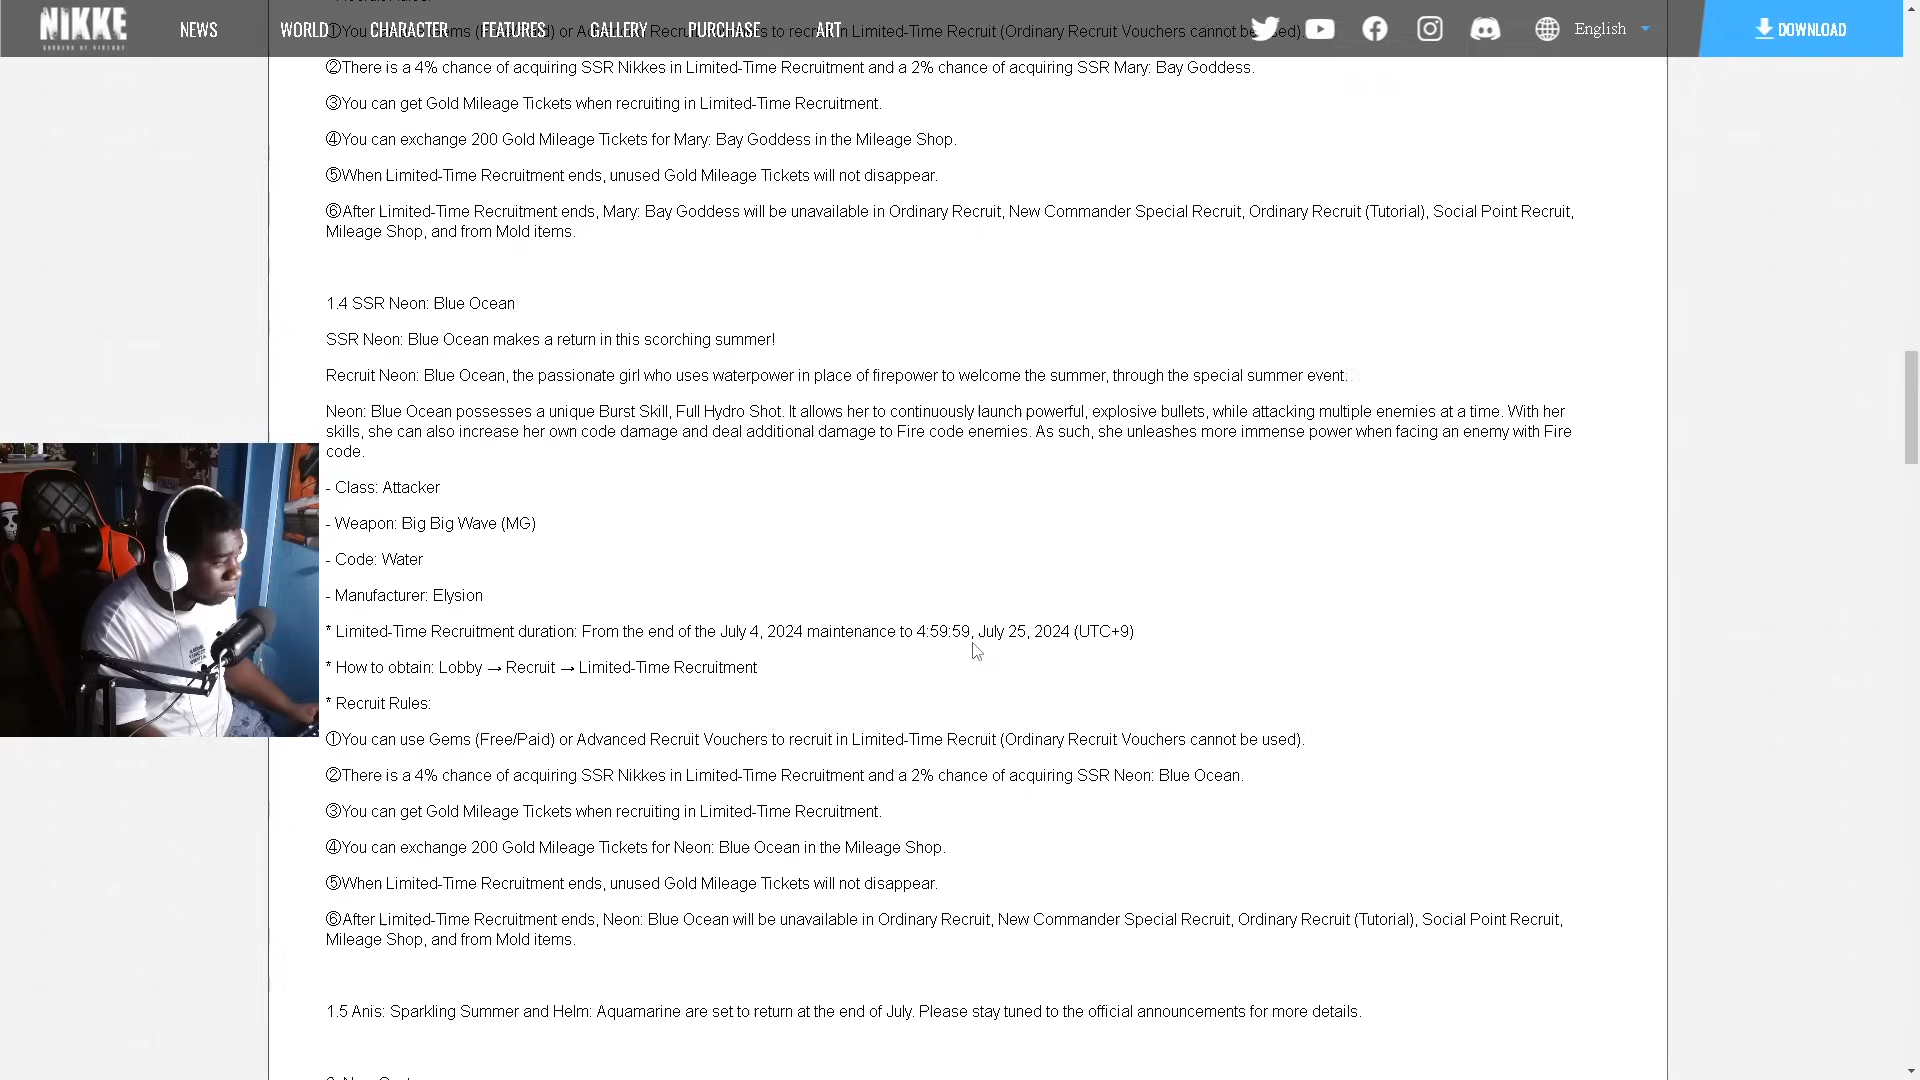 NIKKE
GODDESS OF VICTORY
NEWS
WORLD
CHARACTER
FEATURES
GALLERY
PURCHASE
ART
English
DOWNLOAD
②There is a 4% chance of acquiring SSR Nikkes in Limited-Time Recruitment and a 2% chance of acquiring SSR Mary: Bay Goddess.
③You can get Gold Mileage Tickets when recruiting in Limited-Time Recruitment.
④You can exchange 200 Gold Mileage Tickets for Mary: Bay Goddess in the Mileage Shop.
⑤When Limited-Time Recruitment ends, unused Gold Mileage Tickets will not disappear.
⑥After Limited-Time Recruitment ends, Mary: Bay Goddess will be unavailable in Ordinary Recruit, New Commander Special Recruit, Ordinary Recruit (Tutorial), Social Point Recruit,
Mileage Shop, and from Mold items.
1.4 SSR Neon: Blue Ocean
SSR Neon: Blue Ocean makes a return in this scorching summer!
Recruit Neon: Blue Ocean, the passionate girl who uses waterpower in place of firepower to welcome the summer, through the special summer event.
Neon: Blue Ocean possesses a unique Burst Skill, Full Hydro Shot. It allows her to continuously launch powerful, explosive bullets, while attacking multiple enemies at a time. With her
skills, she can also increase her own code damage and deal additional damage to Fire code enemies. As such, she unleashes more immense power when facing an enemy with Fire
code.
- Class: Attacker
- Weapon: Big Big Wave (MG)
- Code: Water
- Manufacturer: Elysion
* Limited-Time Recruitment duration: From the end of the July 4, 2024 maintenance to 4:59:59, July 25, 2024 (UTC+9)
* How to obtain: Lobby → Recruit → Limited-Time Recruitment
* Recruit Rules:
①You can use Gems (Free/Paid) or Advanced Recruit Vouchers to recruit in Limited-Time Recruit (Ordinary Recruit Vouchers cannot be used).
②There is a 4% chance of acquiring SSR Nikkes in Limited-Time Recruitment and a 2% chance of acquiring SSR Neon: Blue Ocean.
③You can get Gold Mileage Tickets when recruiting in Limited-Time Recruitment.
④You can exchange 200 Gold Mileage Tickets for Neon: Blue Ocean in the Mileage Shop.
⑤When Limited-Time Recruitment ends, unused Gold Mileage Tickets will not disappear.
⑥After Limited-Time Recruitment ends, Neon: Blue Ocean will be unavailable in Ordinary Recruit, New Commander Special Recruit, Ordinary Recruit (Tutorial), Social Point Recruit,
Mileage Shop, and from Mold items.
1.5 Anis: Sparkling Summer and Helm: Aquamarine are set to return at the end of July. Please stay tuned to the official announcements for more details.